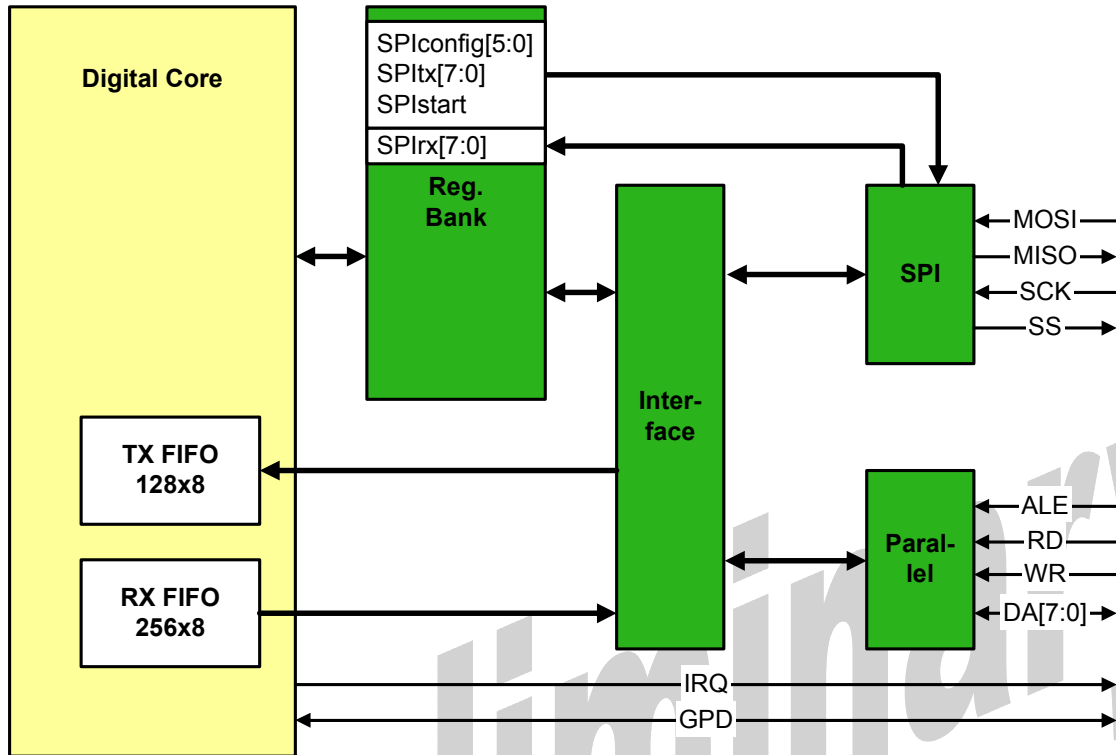 Digital Core
SPIconfig[5:0]
SPItx[7:0]
SPIstart
SPIrx[7:0]
Reg.
Bank
Inter-
face
SPI
MOSI
MISO
SCK
SS
TX FIFO
128x8
RX FIFO
256x8
Paral-
lel
ALE
RD
WR
DA[7:0]
IRQ
GPD